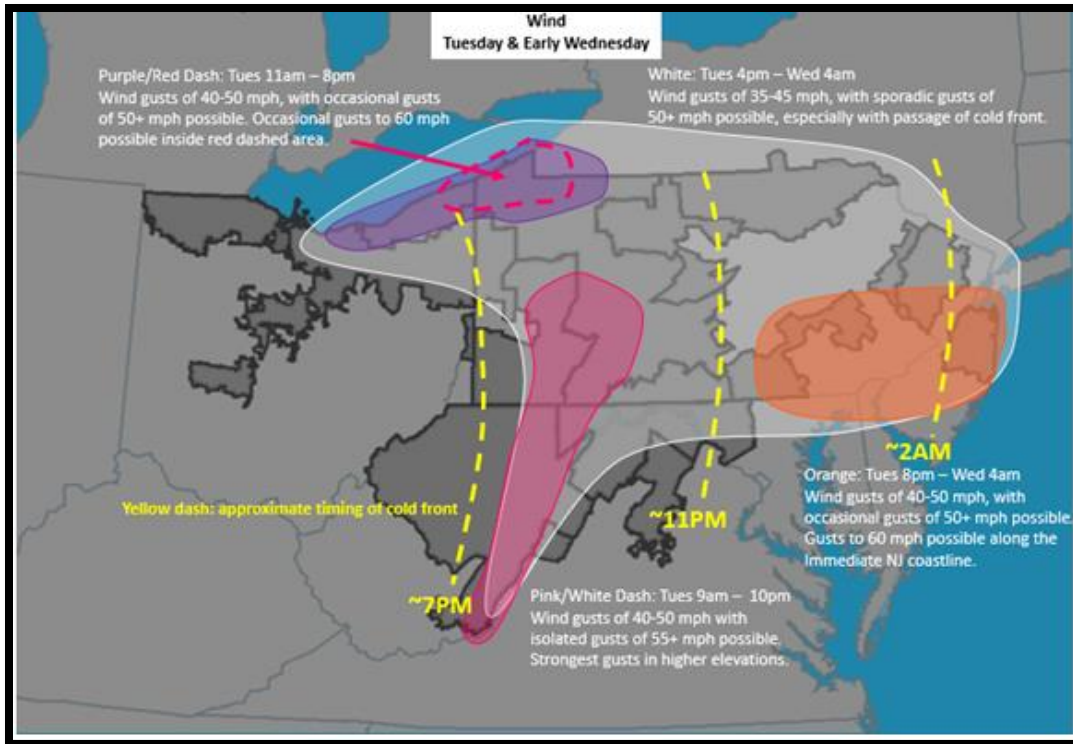 Wind
Tuesday & Early Wednesday
Purple/Red Dash: Tues 11am – 8pm
Wind gusts of 40-50 mph, with occasional gusts
of 50+ mph possible. Occasional gusts to 60 mph
possible inside red dashed area.
White: Tues 4pm – Wed 4am
Wind gusts of 35-45 mph, with sporadic gusts of
50+ mph possible, especially with passage of cold front.
~2AM
Orange: Tues 8pm – Wed 4am
Wind gusts of 40-50 mph, with
occasional gusts of 50+ mph possible.
Gusts to 60 mph possible along the
Immediate NJ coastline.
Yellow dash: approximate timing of cold front
~11PM
~7PM
Pink/White Dash: Tues 9am – 10pm
Wind gusts of 40-50 mph with
isolated gusts of 55+ mph possible.
Strongest gusts in higher elevations.